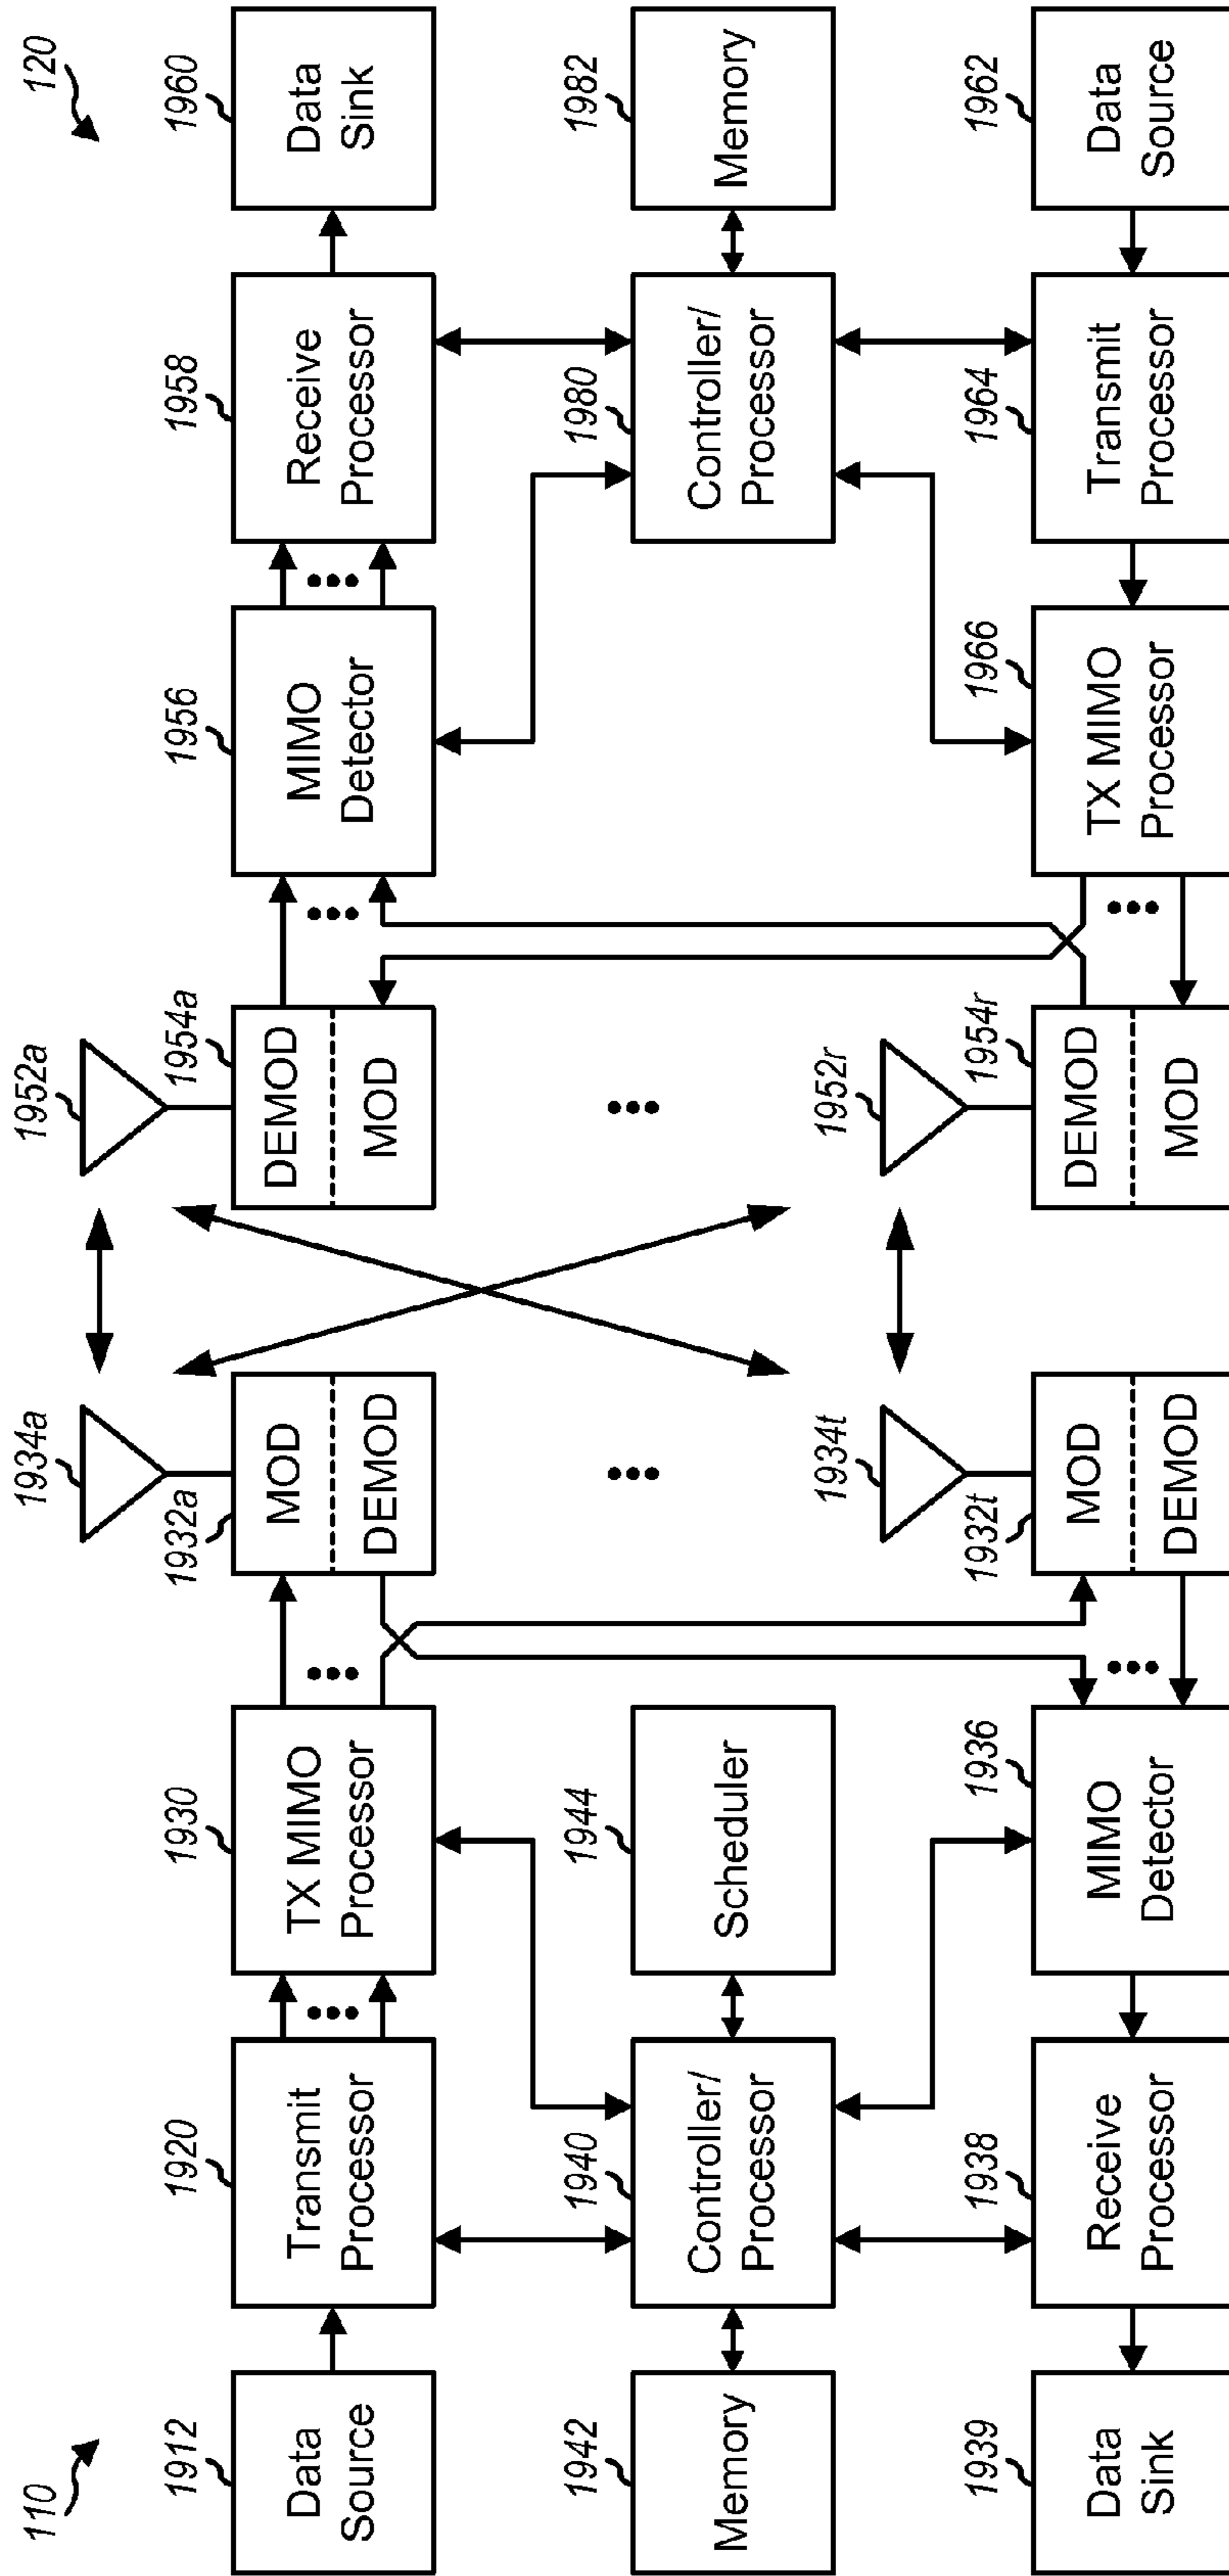 110
120
1912
Data
Source
1920
Transmit
Processor
1930
TX MIMO
Processor
1934a
1932a
MOD
DEMOD
1952a
1954a
DEMOD
MOD
1956
MIMO
Detector
1958
Receive
Processor
1960
Data
Sink
1942
Memory
1940
Controller/
Processor
1944
Scheduler
1980
Controller/
Processor
1982
Memory
1939
Data
Sink
1938
Receive
Processor
1936
MIMO
Detector
1934t
1932t
MOD
DEMOD
1952r
1954r
DEMOD
MOD
1966
TX MIMO
Processor
1964
Transmit
Processor
1962
Data
Source